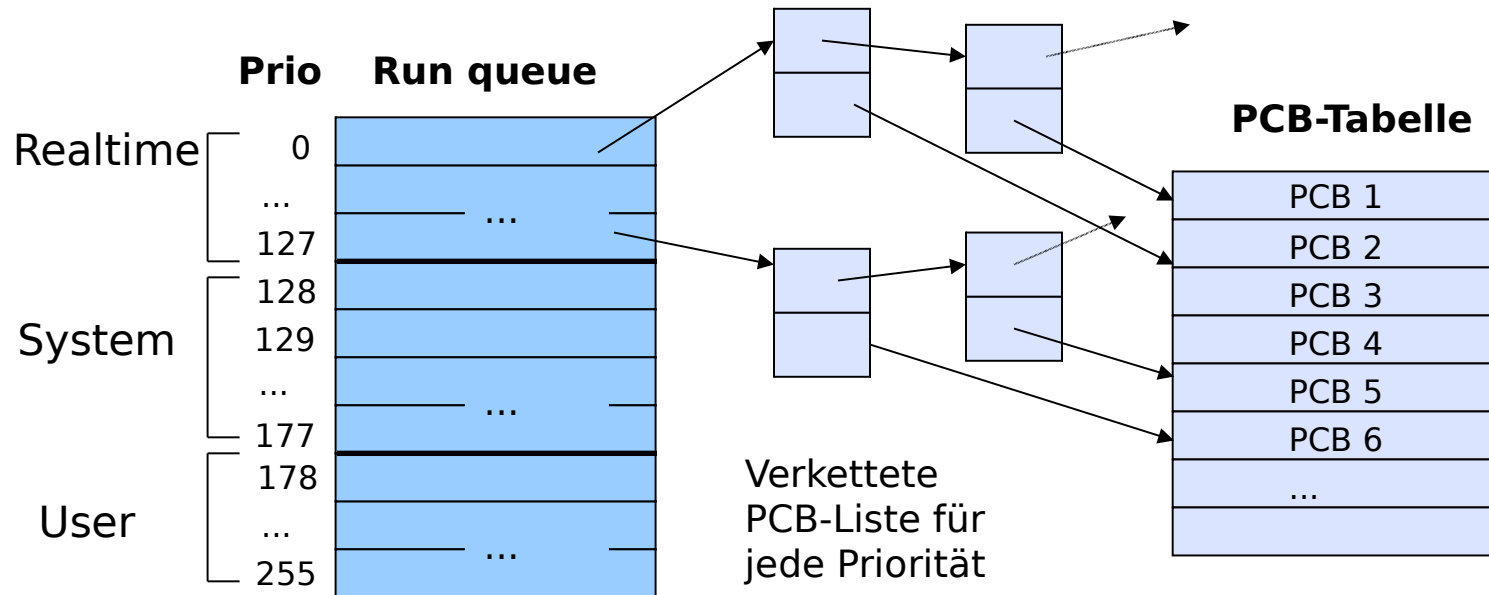 Prio
Run queue
PCB-Tabelle
Realtime
0
...
127
...
System
128
129
...
177
...
User
178
...
255
...
PCB 1
PCB 2
PCB 3
PCB 4
PCB 5
PCB 6
...
Verkettete
PCB-Liste für
jede Priorität